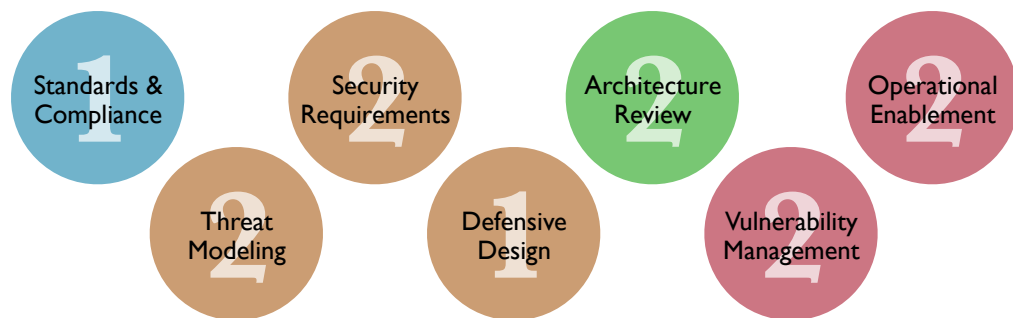 1
Standards &
Compliance
2
Security
Requirements
2
Architecture
Review
2
Operational
Enablement
2
Threat
Modeling
1
Defensive
Design
2
Vulnerability
Management